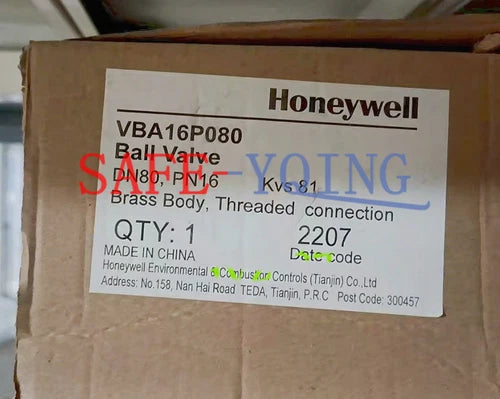 Honeywell
VBA16P080
Ball Valve
DN80, PN16 Kvs 81,
SAFE-YQING
Brass Body, Threaded connection
QTY: 1 2207
MADE IN CHINA Date code
Honeywell Environmental & Combustion Controls (Tianjin) Co.,Ltd
Address: No.158, Nan Hai Road. TEDA, Tianjin, P.R.C Post Code: 300457